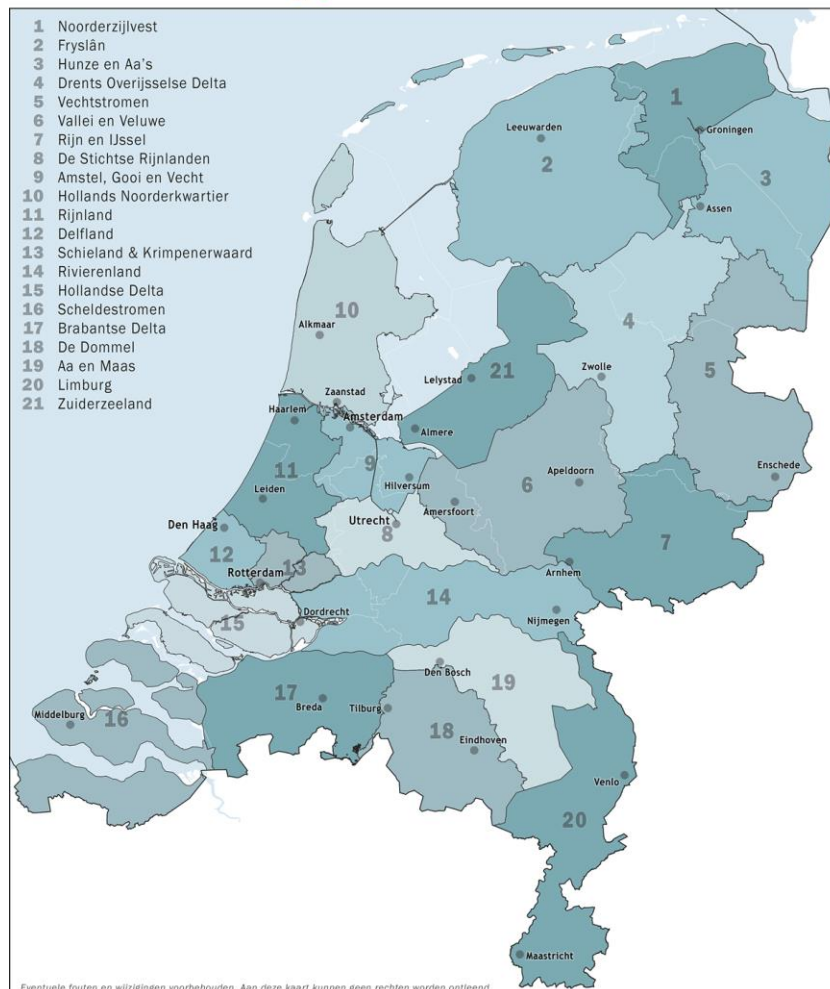 1 Noorderzijlvest
2 Fryslân
3 Hunze en Aa's
4 Drents Overijsselse Delta
5 Vechtstromen
6 Vallei en Veluwe
7 Rijn en IJssel
8 De Stichtse Rijnlanden
9 Amstel, Gooi en Vecht
10 Hollands Noorderkwartier
11 Rijnland
12 Delfland
13 Schieland & Krimpenerwaard
14 Rivierenland
15 Hollandse Delta
16 Scheldestromen
17 Brabantse Delta
18 De Dommel
19 Aa en Maas
20 Limburg
21 Zuiderzeeland
1
Groningen
Leeuwarden
2
3
Assen
10
Alkmaar
4
Zwolle
5
Lelystad
21
Zaanstad
Haarlem
Amsterdam
Almere
9
11
Hilversum
6
Apeldoorn
Enschede
Leiden
Amersfoort
Den Haag
Utrecht
8
7
12
13
Rotterdam
Arnhem
14
Dordrecht
15
Nijmegen
Den Bosch
19
17
Breda
Tilburg
16
Middelburg
18
Eindhoven
Venlo
20
Maastricht
Eventuele fouten en wijzigingen voorbehouden. Aan deze kaart kunnen geen rechten worden ontleend.